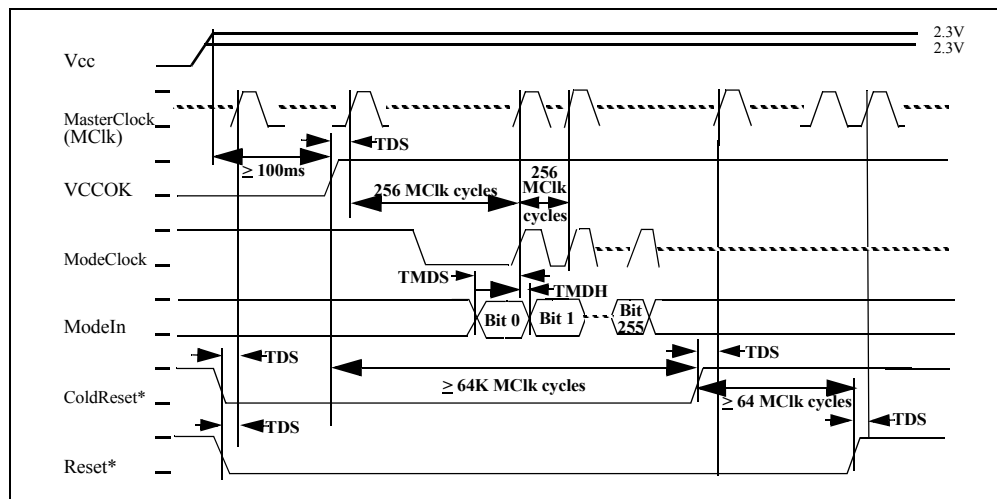 2.3V
2.3V
Vcc
MasterClock
(MClk)
TDS
≥ 100ms
VCCOK
256 MClk cycles
256
MClk
cycles
ModeClock
TMDS
TMDH
ModeIn
Bit 0
Bit 1
Bit
255
TDS
TDS
ColdReset*
≥ 64K MClk cycles
≥ 64 MClk cycles
TDS
TDS
Reset*